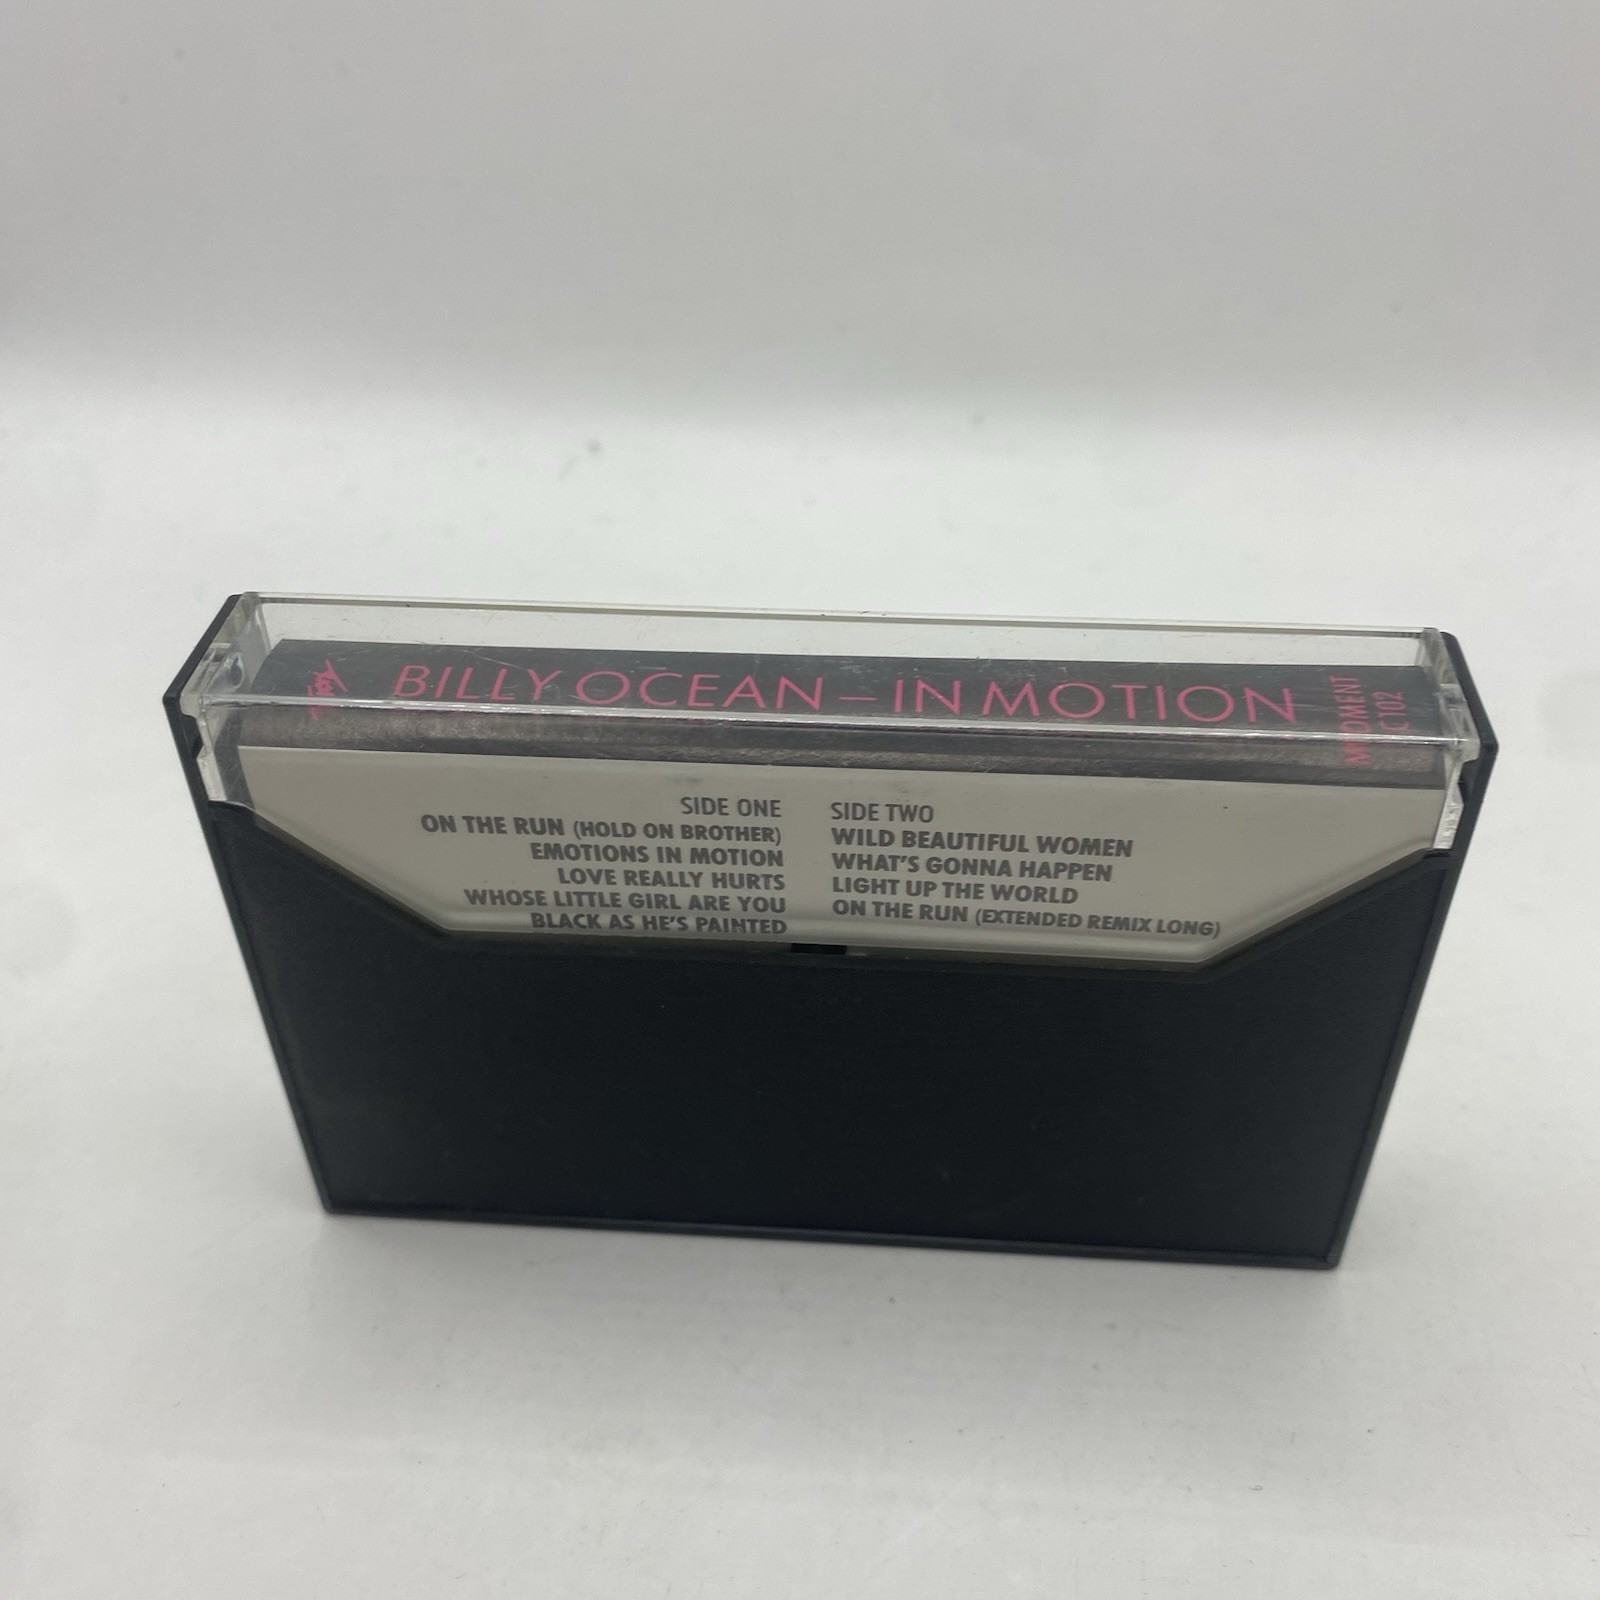 BILLY OCEAN – IN MOTION
MOMENT
C102
SIDE ONE
ON THE RUN (HOLD ON BROTHER)
EMOTIONS IN MOTION
LOVE REALLY HURTS
WHOSE LITTLE GIRL ARE YOU
BLACK AS HE'S PAINTED
SIDE TWO
WILD BEAUTIFUL WOMEN
WHAT'S GONNA HAPPEN
LIGHT UP THE WORLD
ON THE RUN (EXTENDED REMIX LONG)